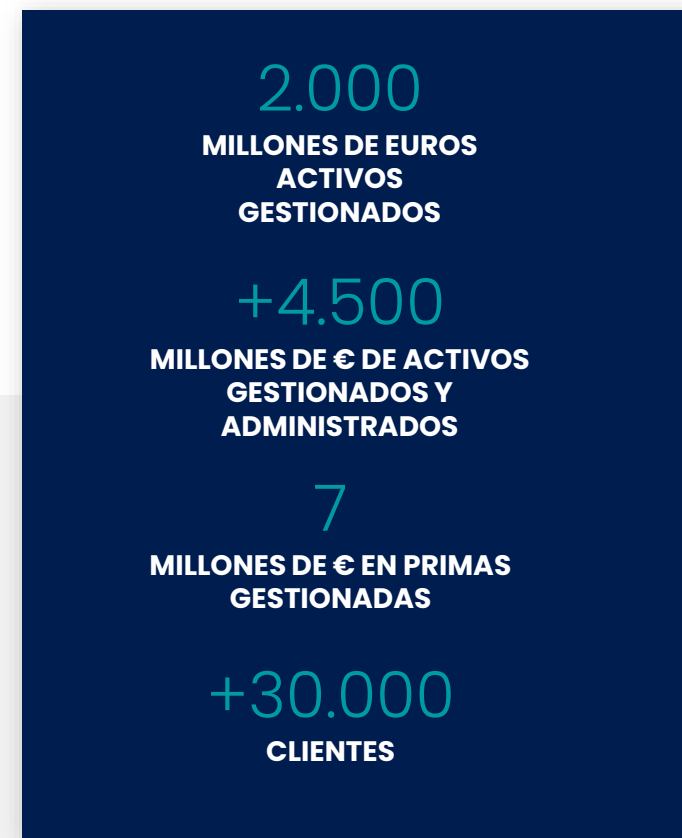 2.000
MILLONES DE EUROS
ACTIVOS
GESTIONADOS
+4.500
MILLONES DE € DE ACTIVOS
GESTIONADOS Y
ADMINISTRADOS
7
MILLONES DE € EN PRIMAS
GESTIONADAS
+30.000
CLIENTES